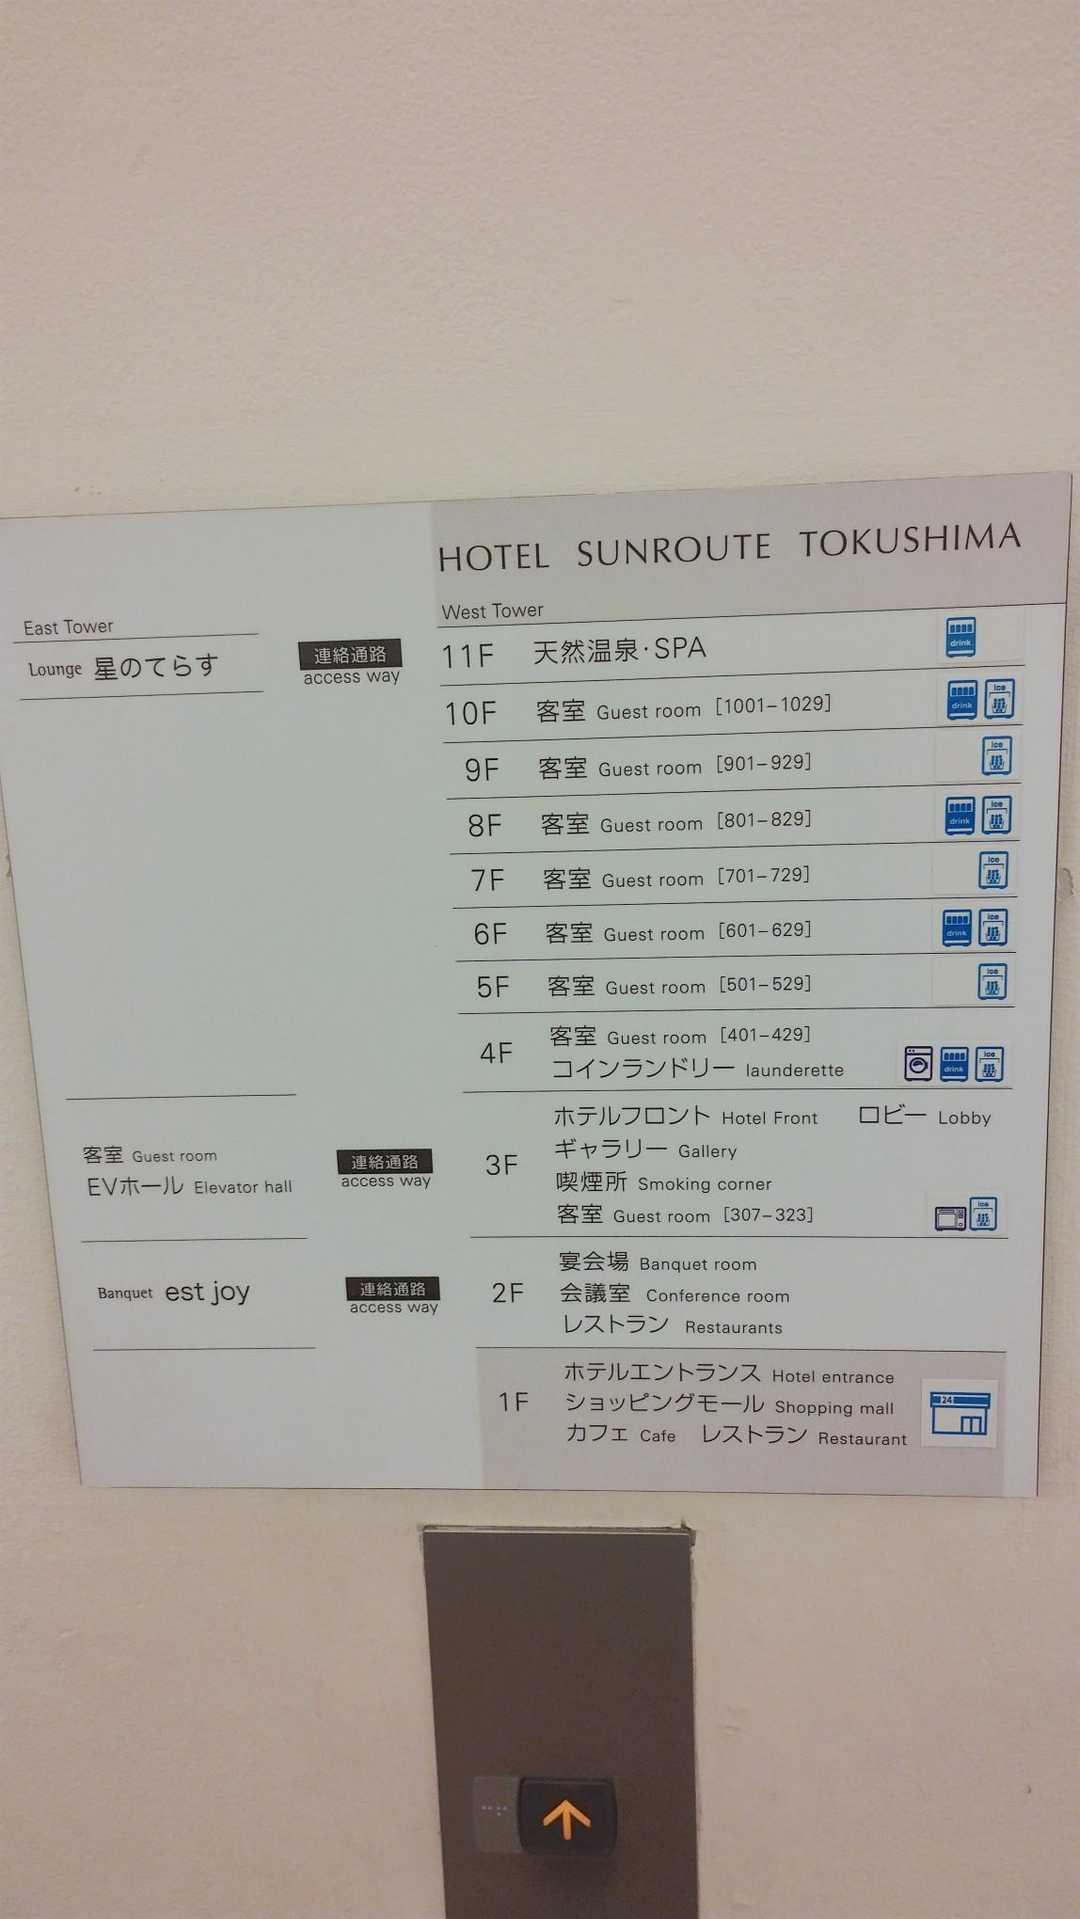 HOTEL SUNROUTE TOKUSHIMA
East Tower
West Tower
Lounge 星のてらす
連絡通路
access way
11F 天然温泉・SPA
drink
10F 客室 Guest room [1001−1029]
drink ice
9F 客室 Guest room [901−929]
ice
8F 客室 Guest room [801−829]
drink ice
7F 客室 Guest room [701−729]
ice
6F 客室 Guest room [601−629]
drink ice
5F 客室 Guest room [501−529]
ice
4F 客室 Guest room [401−429]
コインランドリー launderette
drink ice
客室 Guest room
EVホール Elevator hall
連絡通路
access way
3F ホテルフロント Hotel Front ロビー Lobby
ギャラリー Gallery
喫煙所 Smoking corner
客室 Guest room [307−323]
ice
Banquet est joy
連絡通路
access way
2F 宴会場 Banquet room
会議室 Conference room
レストラン Restaurants
1F ホテルエントランス Hotel entrance
ショッピングモール Shopping mall
カフェ Cafe レストラン Restaurant
24